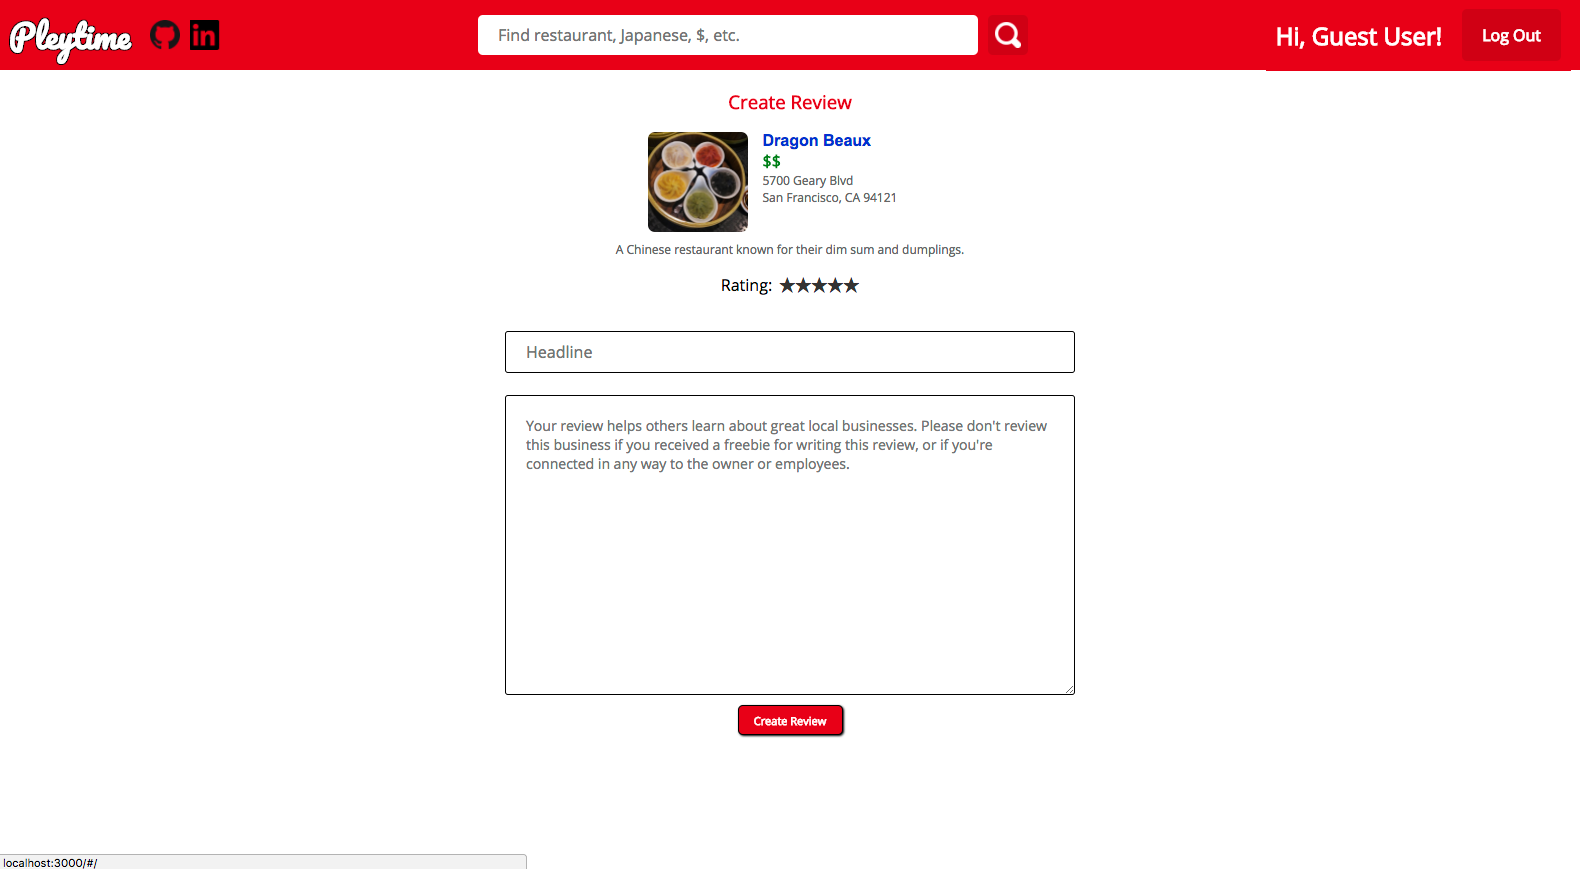 Pleytime
in
Find restaurant, Japanese, $, etc.
Hi, Guest User!
Log Out
Create Review
Dragon Beaux
$$
5700 Geary Blvd
San Francisco, CA 94121
A Chinese restaurant known for their dim sum and dumplings.
Rating: ★★★★★
Headline
Your review helps others learn about great local businesses. Please don't review
this business if you received a freebie for writing this review, or if you're
connected in any way to the owner or employees.
Create Review
localhost:3000/#/